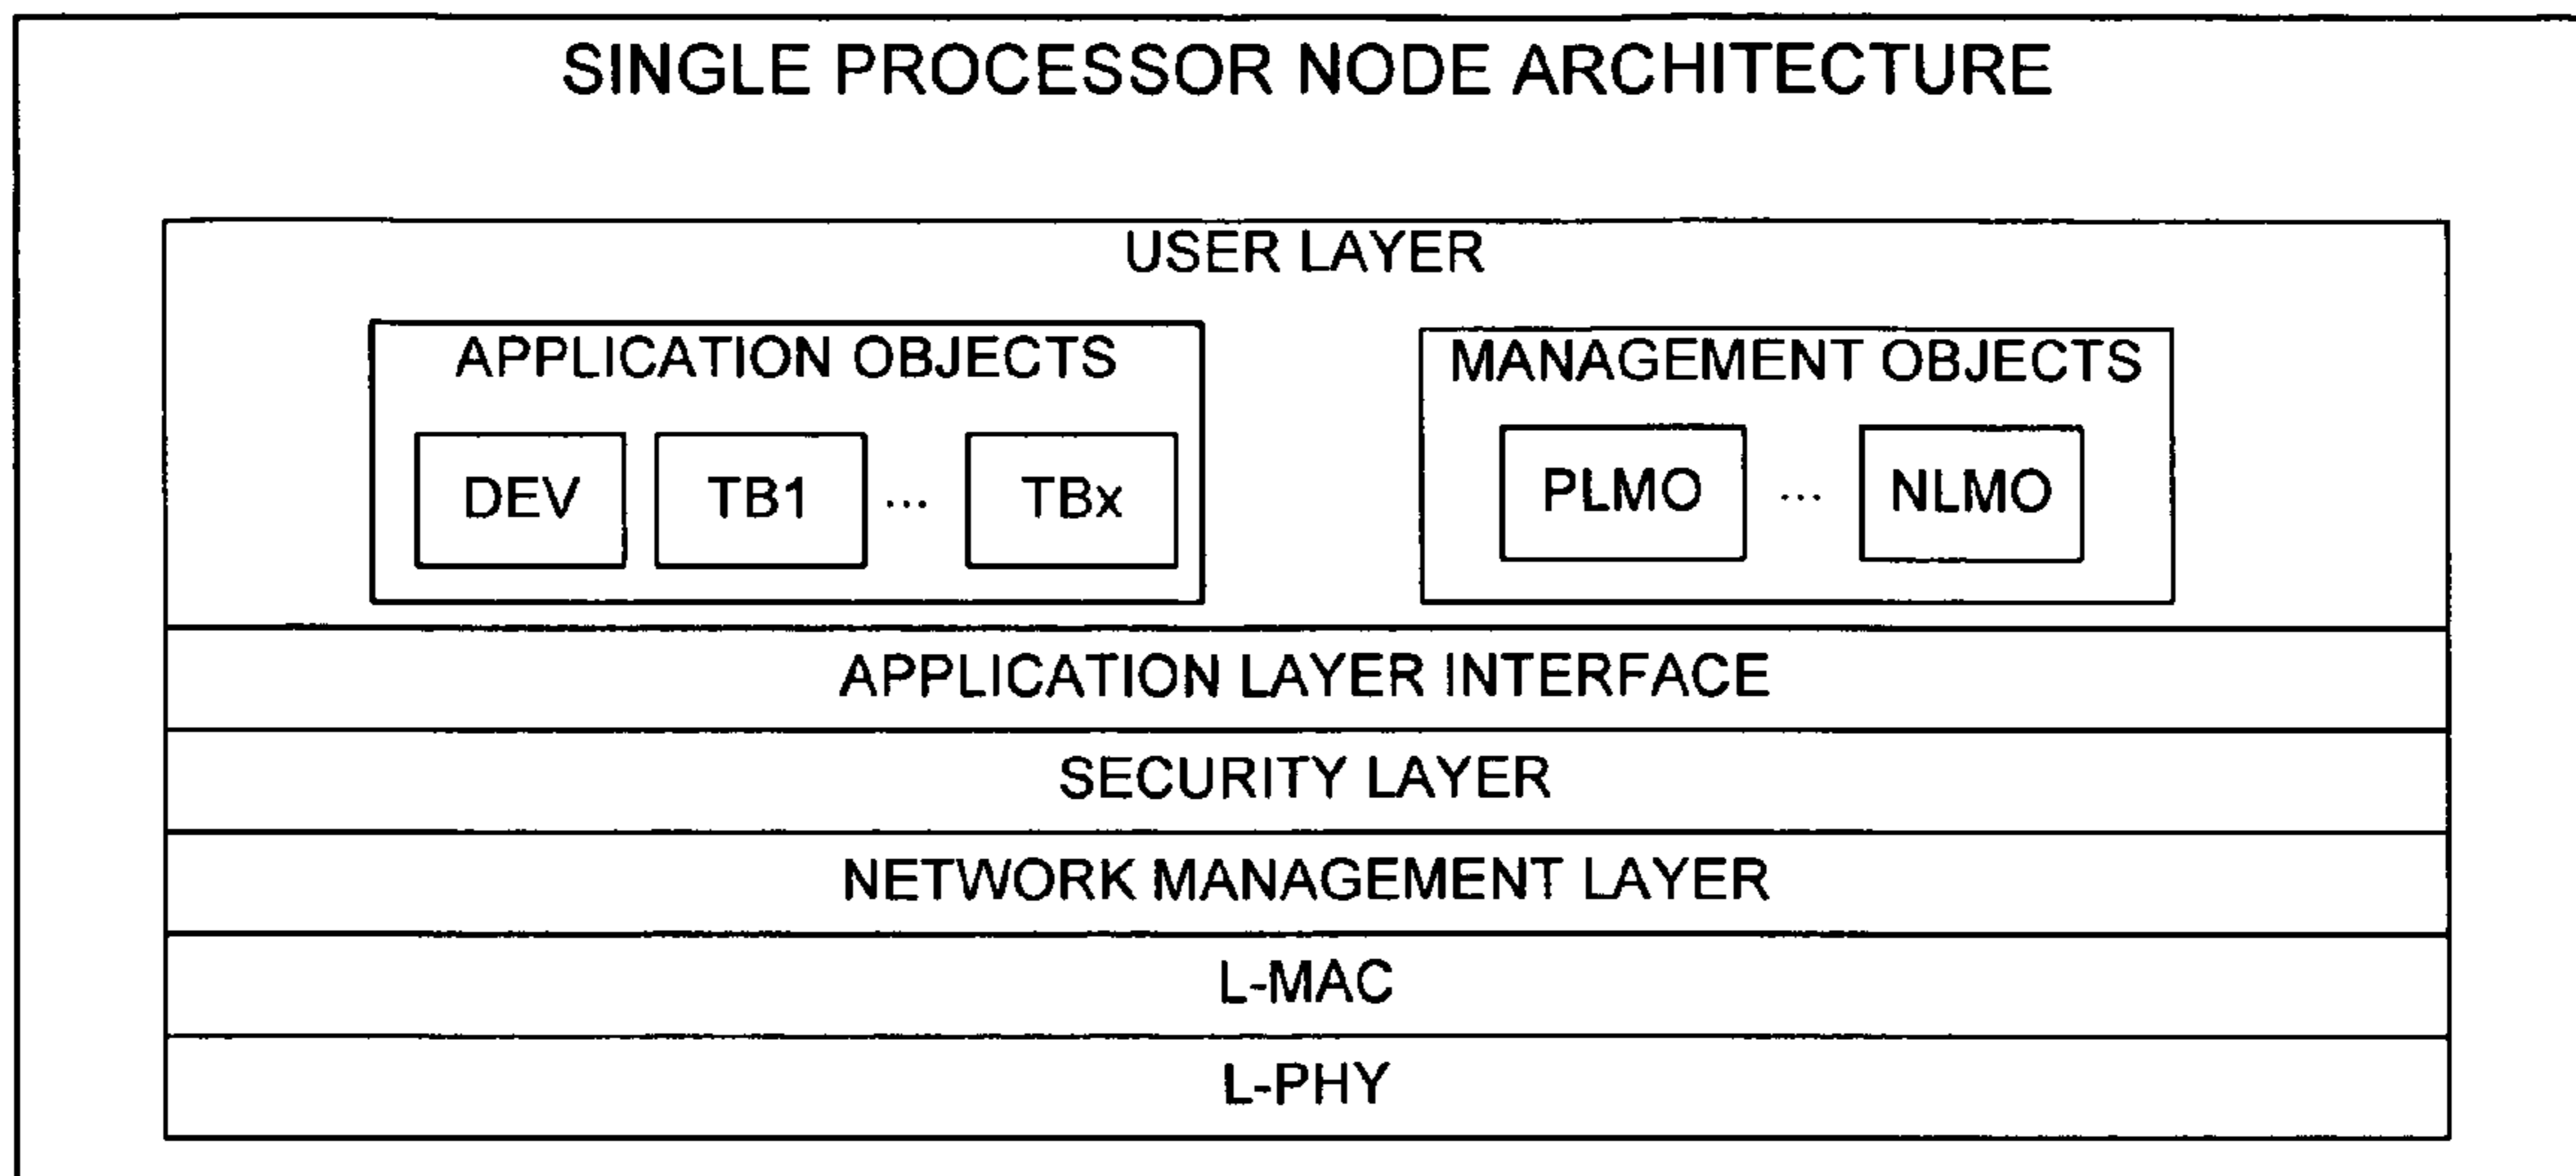 SINGLE PROCESSOR NODE ARCHITECTURE
USER LAYER
APPLICATION OBJECTS
DEV TB1 ... TBx
MANAGEMENT OBJECTS
PLMO ... NLMO
APPLICATION LAYER INTERFACE
SECURITY LAYER
NETWORK MANAGEMENT LAYER
L-MAC
L-PHY